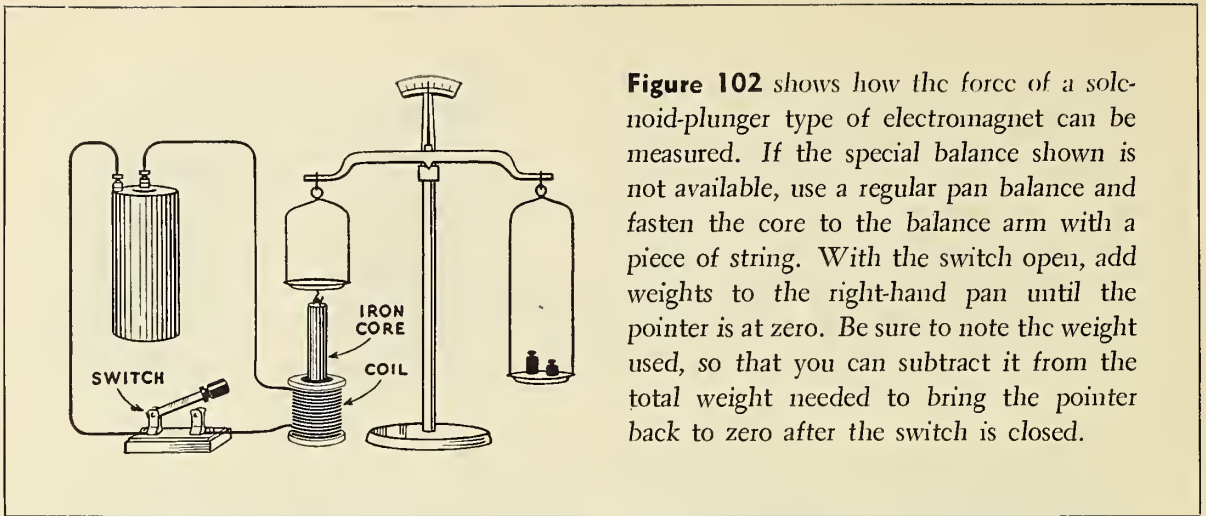 Figure 102 shows how the force of a sole-
noid-plunger type of electromagnet can be
measured. If the special balance shown is
not available, use a regular pan balance and
fasten the core to the balance arm with a
piece of string. With the switch open, add
weights to the right-hand pan until the
pointer is at zero. Be sure to note the weight
used, so that you can subtract it from the
total weight needed to bring the pointer
back to zero after the switch is closed.
IRON
CORE
COIL
SWITCH